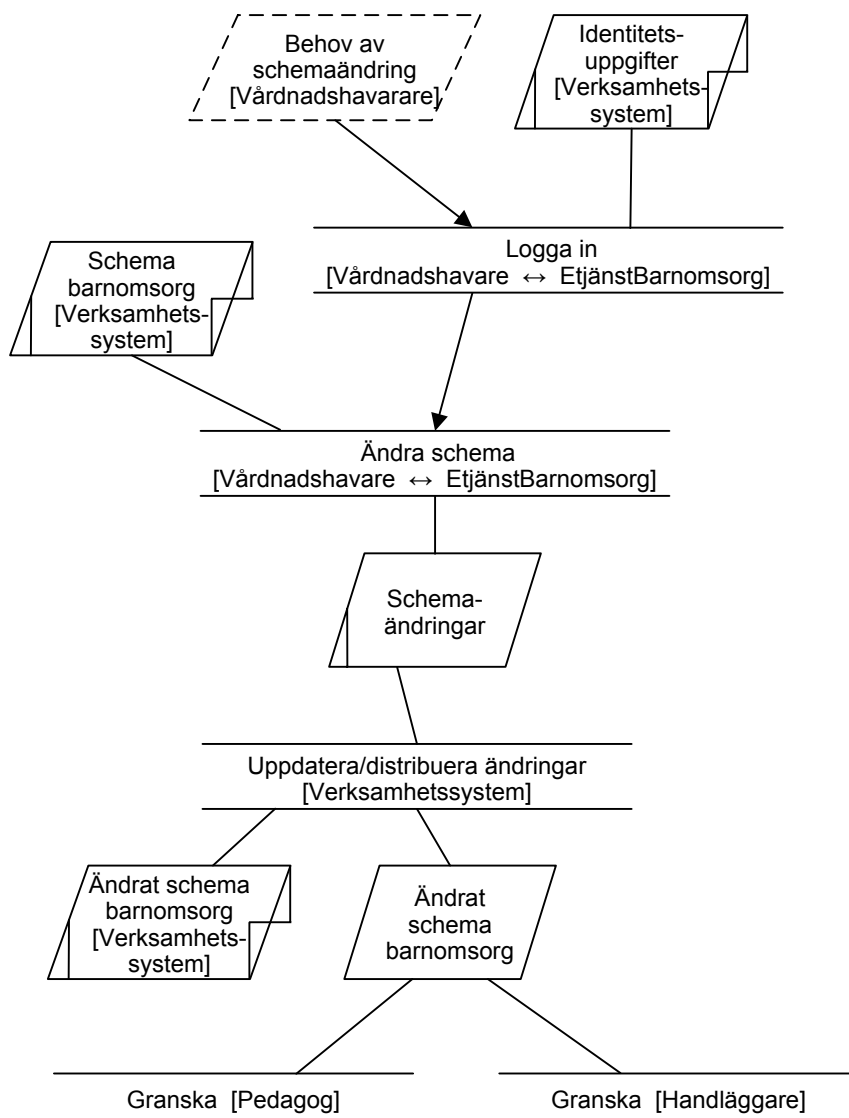 Behov av
schemaändring
[Vårdnadshavarare]
Identitets-
uppgifter
[Verksamhets-
system]
Logga in
[Vårdnadshavare ↔ EtjänstBarnomsorg]
Schema
barnomsorg
[Verksamhets-
system]
Ändra schema
[Vårdnadshavare ↔ EtjänstBarnomsorg]
Schema-
ändringar
Uppdatera/distribuera ändringar
[Verksamhetssystem]
Ändrat schema
barnomsorg
[Verksamhets-
system]
Ändrat
schema
barnomsorg
Granska [Pedagog]
Granska [Handläggare]